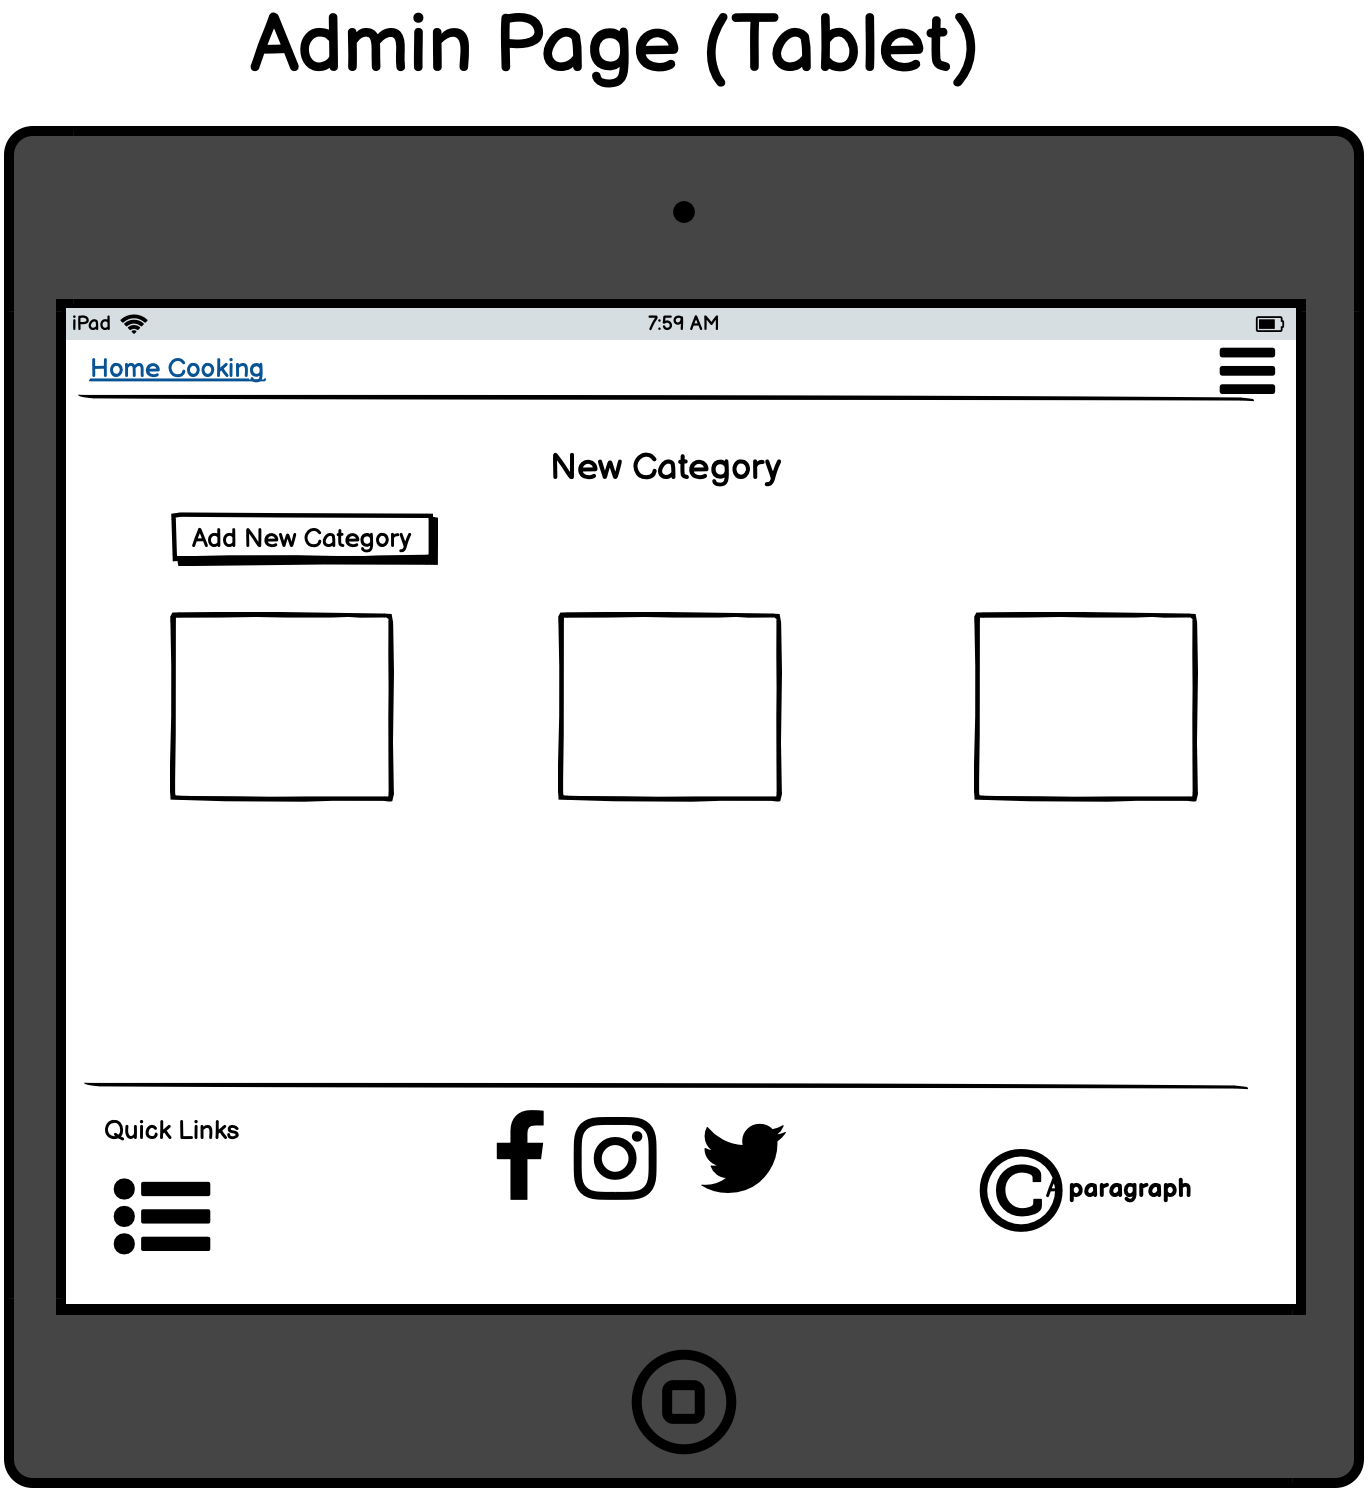 Admin Page (Tablet)
iPad 7:59 AM
Home Cooking
New Category
Add New Category
Quick Links
© A paragraph